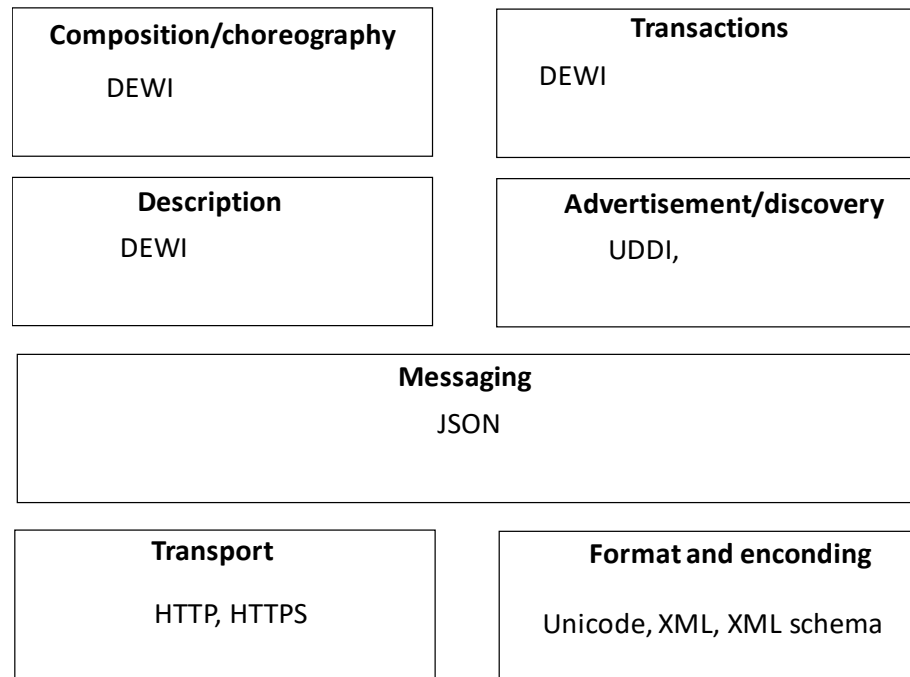 Composition/choreography
DEWI
Transactions
DEWI
Description
DEWI
Advertisement/discovery
UDDI,
Messaging
JSON
Transport
HTTP, HTTPS
Format and enconding
Unicode, XML, XML schema